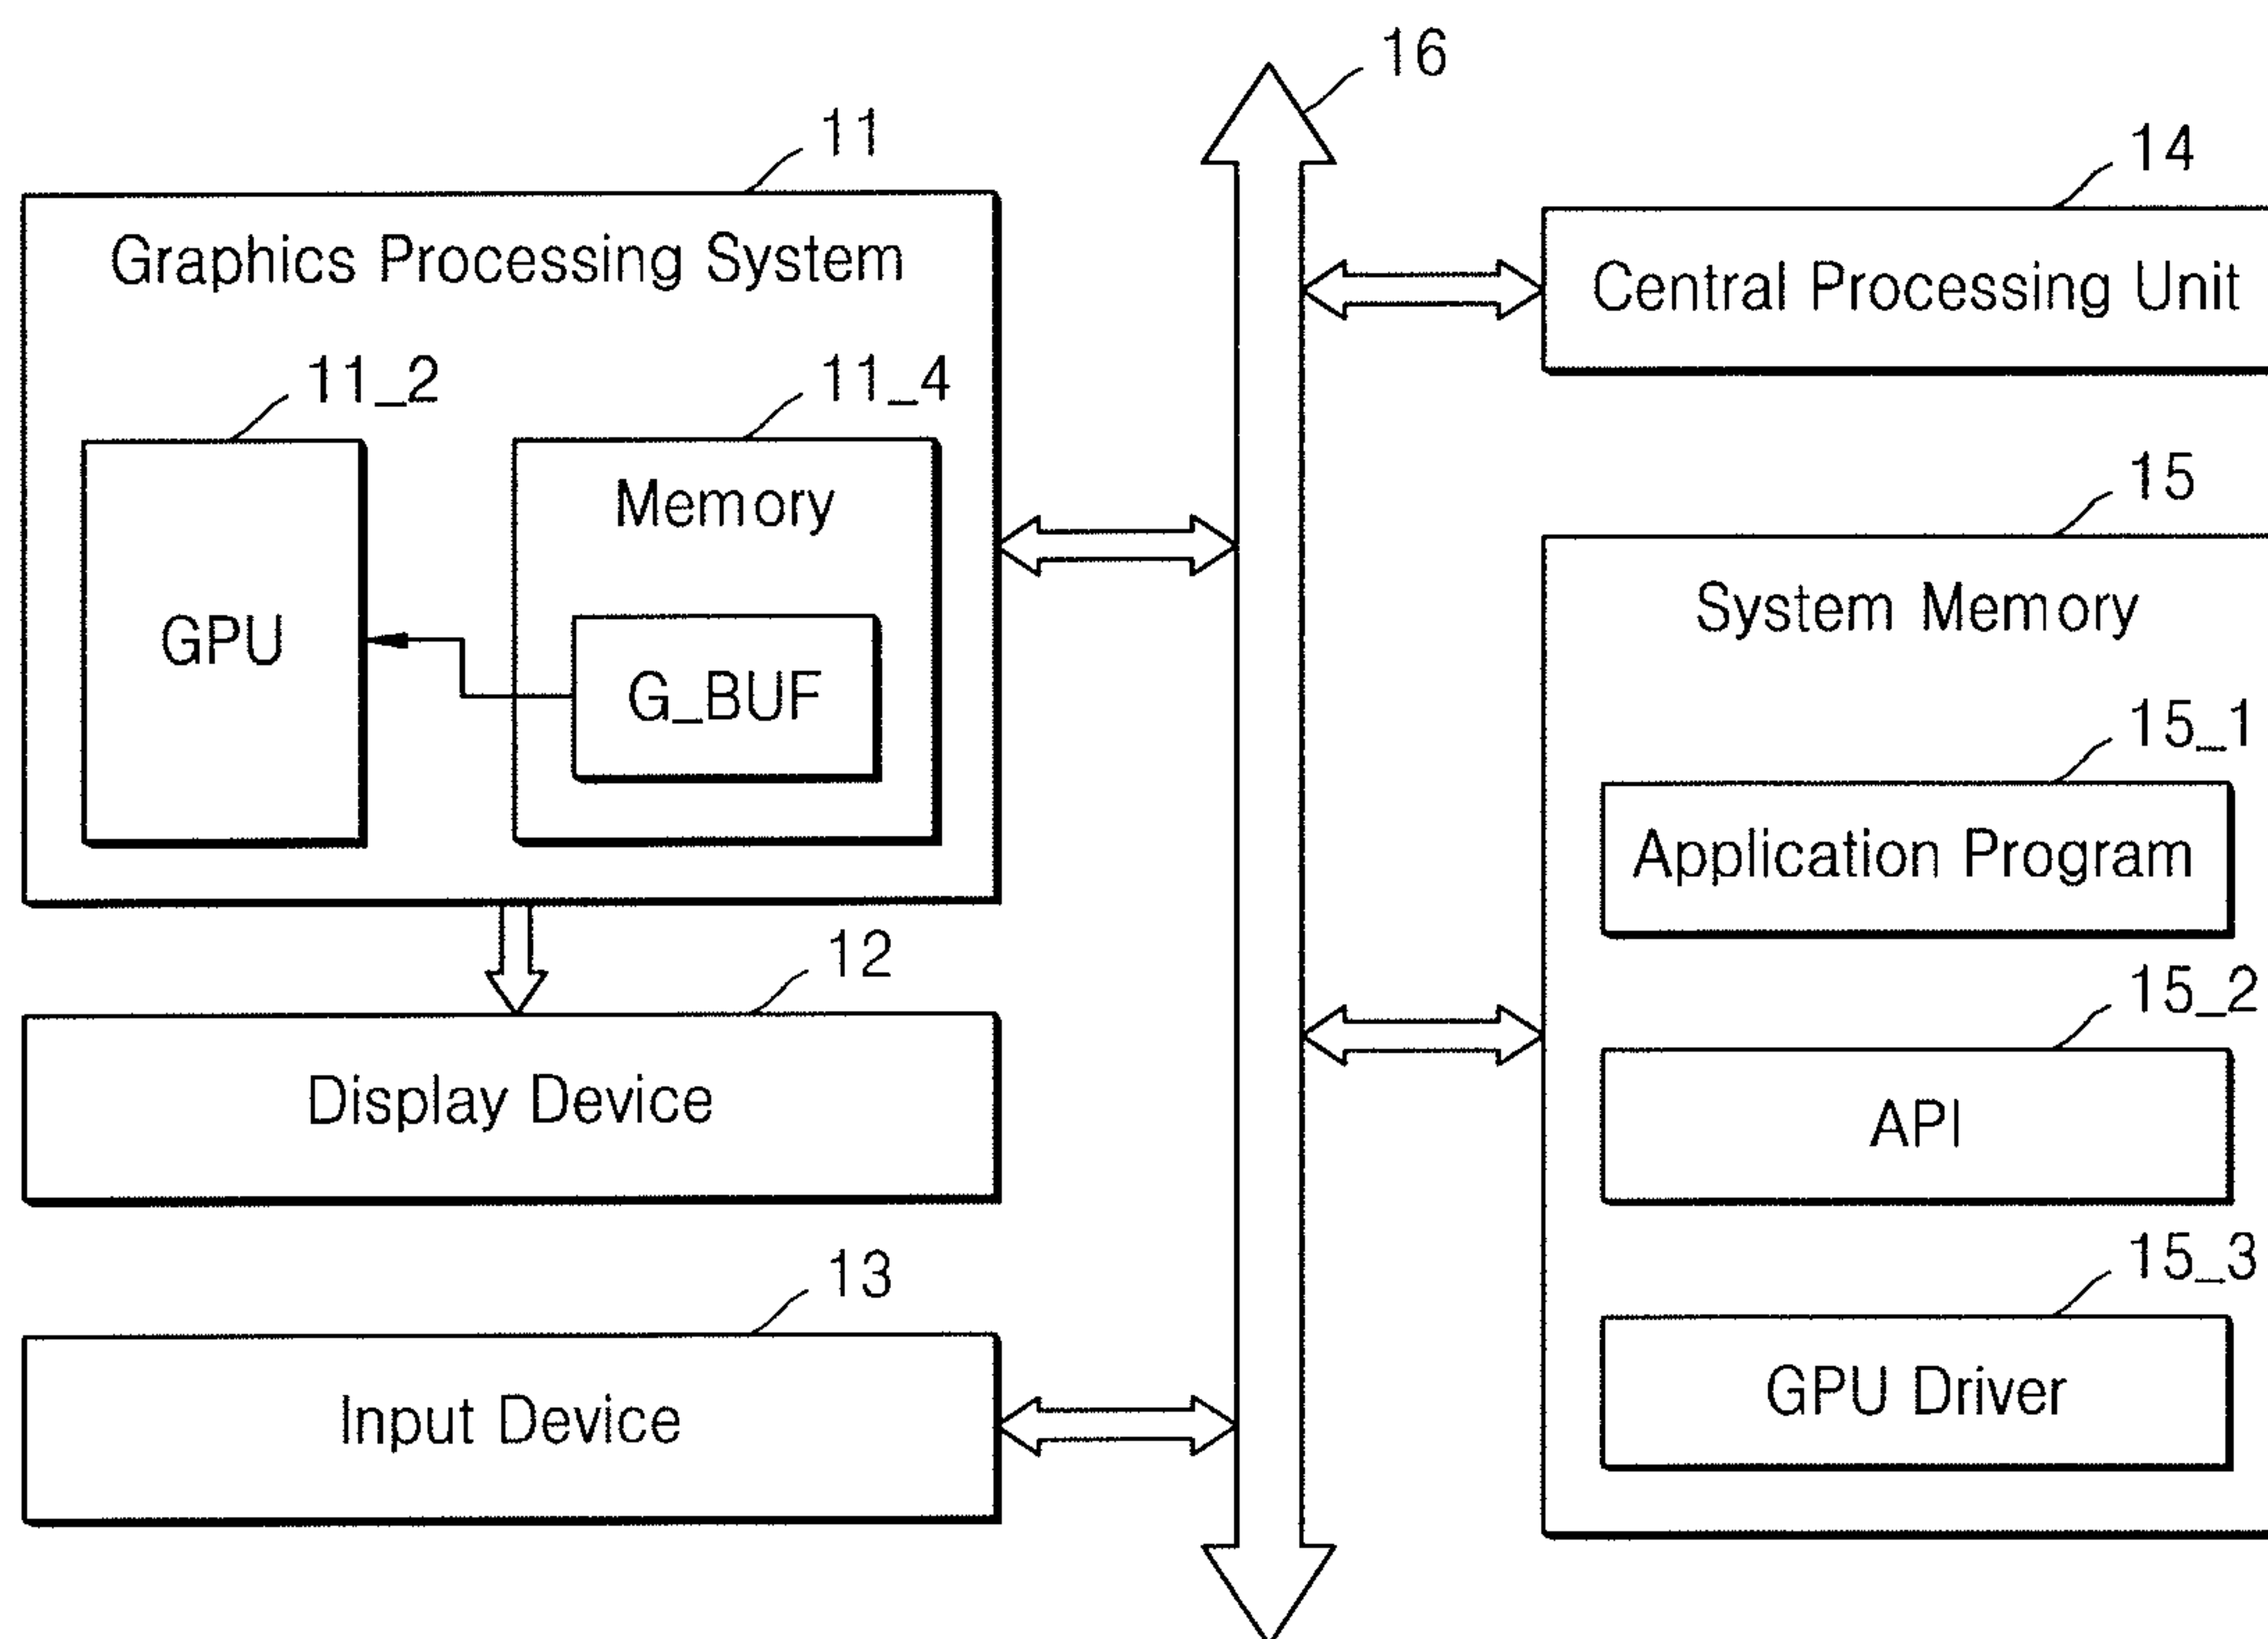 16
11
Graphics Processing System
11_2
11_4
GPU
Memory
G_BUF
12
Display Device
13
Input Device
14
Central Processing Unit
15
System Memory
15_1
Application Program
15_2
API
15_3
GPU Driver